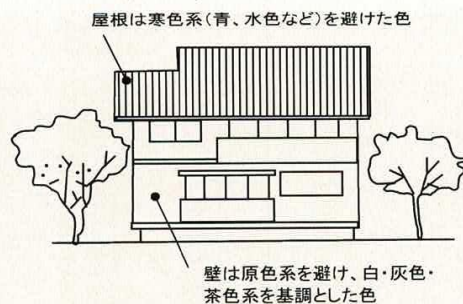 屋根は寒色系(青、水色など)を避けた色
壁は原色系を避け、白・灰色・
茶色系を基調とした色